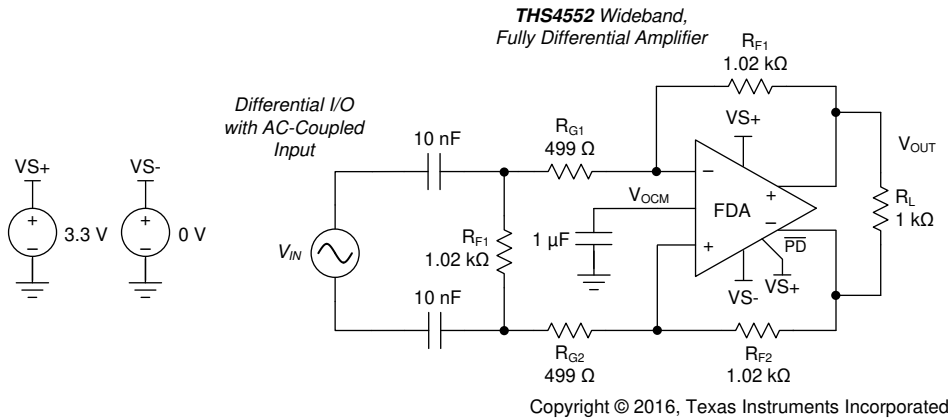 THS4552 Wideband,
Fully Differential Amplifier
Differential I/O
with AC-Coupled
Input
VS+
VS-
+
−
3.3 V
+
−
0 V
VIN
10 nF
10 nF
RF1
1.02 kΩ
RG1
499 Ω
RG2
499 Ω
VOCM
1 µF
RF1
1.02 kΩ
VS+
−
+
FDA
+
−
PD
VS+
VS-
RF2
1.02 kΩ
VOUT
RL
1 kΩ
Copyright © 2016, Texas Instruments Incorporated